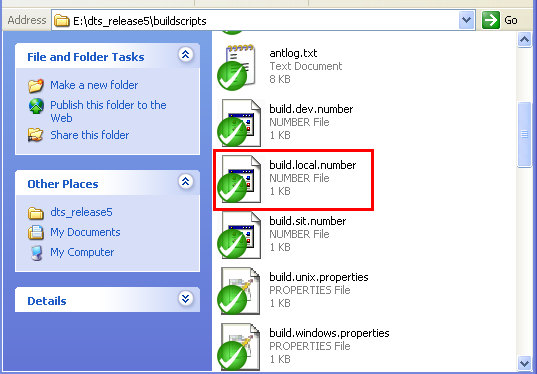 Address E:\dts_release5\buildscripts Go
File and Folder Tasks
Make a new folder
Publish this folder to the
Web
Share this folder
Other Places
dts_release5
My Documents
My Computer
Details
antlog.txt
Text Document
8 KB
build.dev.number
NUMBER File
1 KB
build.local.number
NUMBER File
1 KB
build.sit.number
NUMBER File
1 KB
build.unix.properties
PROPERTIES File
1 KB
build.windows.properties
PROPERTIES File
1 KB